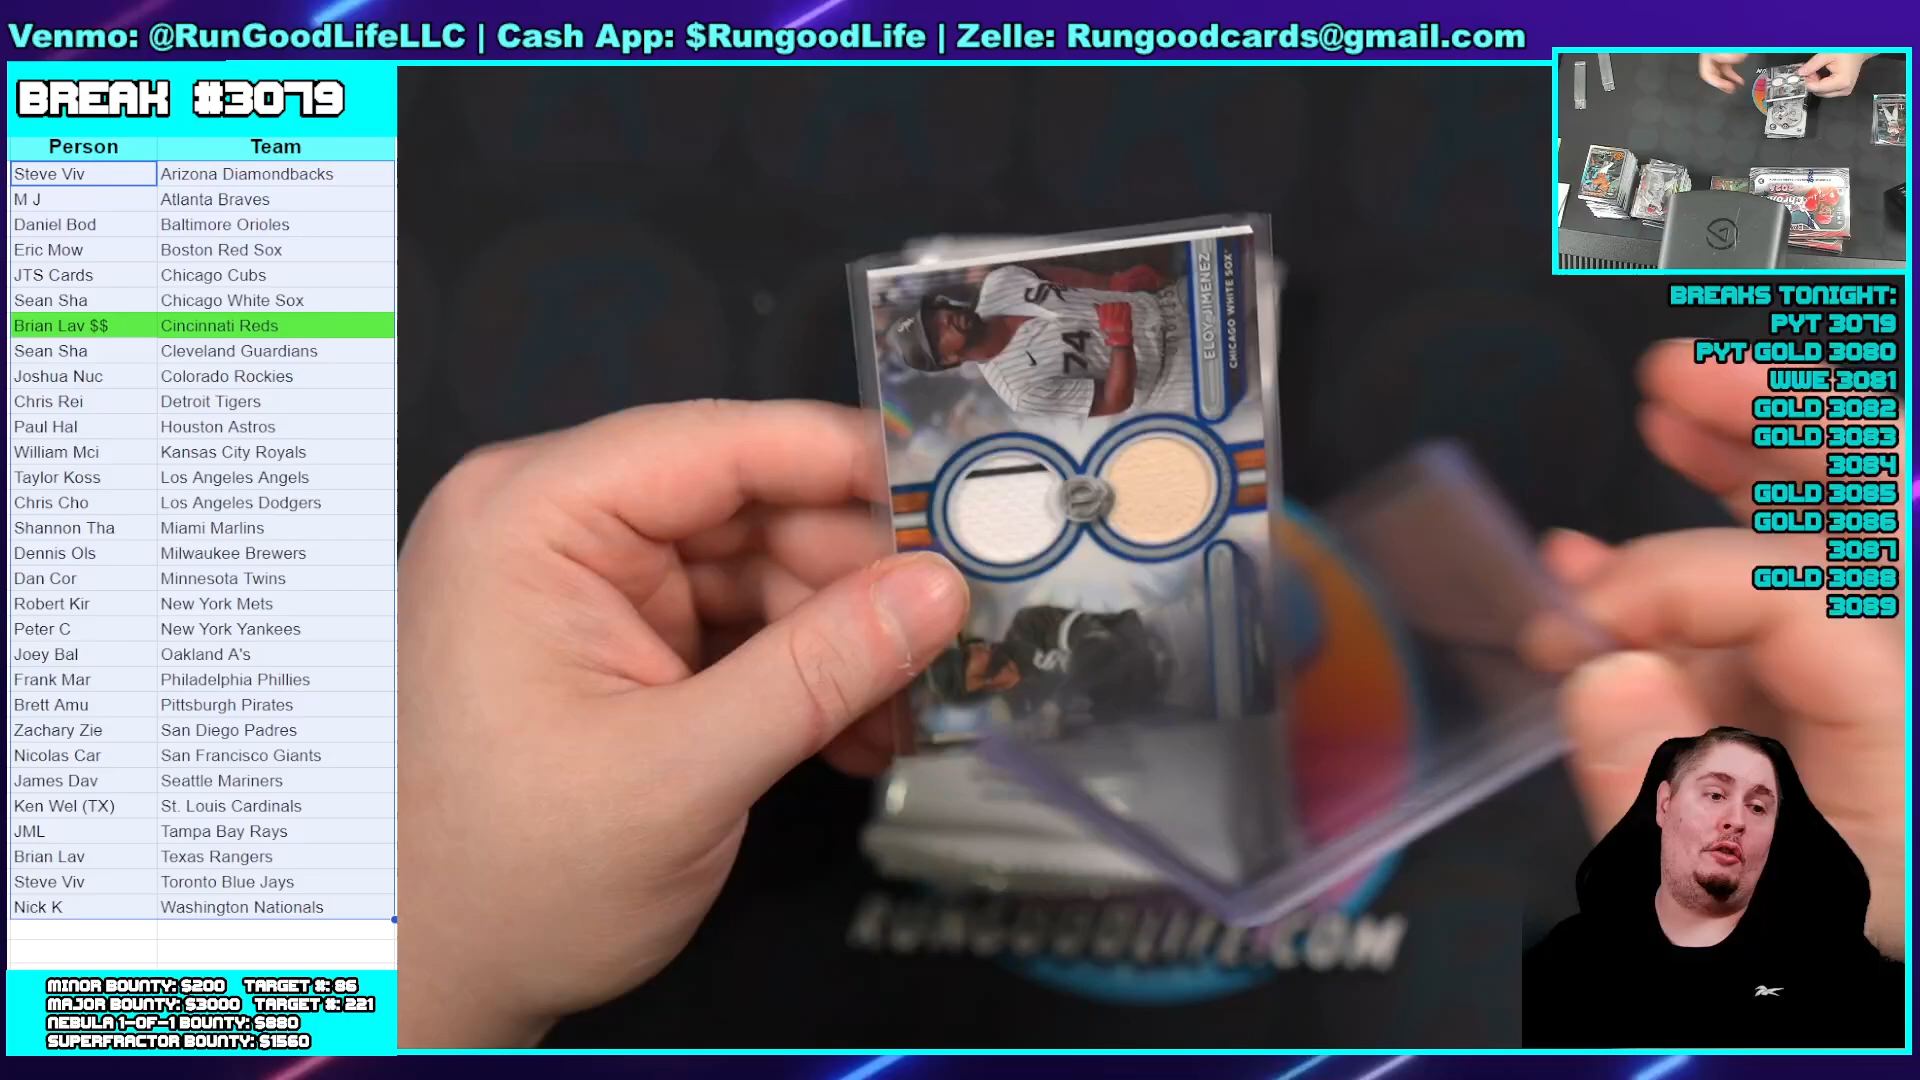 Venmo: @RunGoodLifeLLC | Cash App: $RungoodLife | Zelle: Rungoodcards@gmail.com
BREAK #3079
Person Team
Steve Viv Arizona Diamondbacks
M J Atlanta Braves
Daniel Bod Baltimore Orioles
Eric Mow Boston Red Sox
JTS Cards Chicago Cubs
Sean Sha Chicago White Sox
Brian Lav $$ Cincinnati Reds
Sean Sha Cleveland Guardians
Joshua Nuc Colorado Rockies
Chris Rei Detroit Tigers
Paul Hal Houston Astros
William Mci Kansas City Royals
Taylor Koss Los Angeles Angels
Chris Cho Los Angeles Dodgers
Shannon Tha Miami Marlins
Dennis Ols Milwaukee Brewers
Dan Cor Minnesota Twins
Robert Kir New York Mets
Peter C New York Yankees
Joey Bal Oakland A's
Frank Mar Philadelphia Phillies
Brett Amu Pittsburgh Pirates
Zachary Zie San Diego Padres
Nicolas Car San Francisco Giants
James Dav Seattle Mariners
Ken Wel (TX) St. Louis Cardinals
JML Tampa Bay Rays
Brian Lav Texas Rangers
Steve Viv Toronto Blue Jays
Nick K Washington Nationals
MINOR BOUNTY: $200 TARGET #: 86
MAJOR BOUNTY: $3000 TARGET #: 221
NEBULA 1-OF-1 BOUNTY: $880
SUPERFRACTOR BOUNTY: $1560
ELOY JIMENEZ
CHICAGO WHITE SOX
74
RUNGOODLIFE.COM
BREAKS TONIGHT:
PYT 3079
PYT GOLD 3080
WWE 3081
GOLD 3082
GOLD 3083
3084
GOLD 3085
GOLD 3086
3087
GOLD 3088
3089